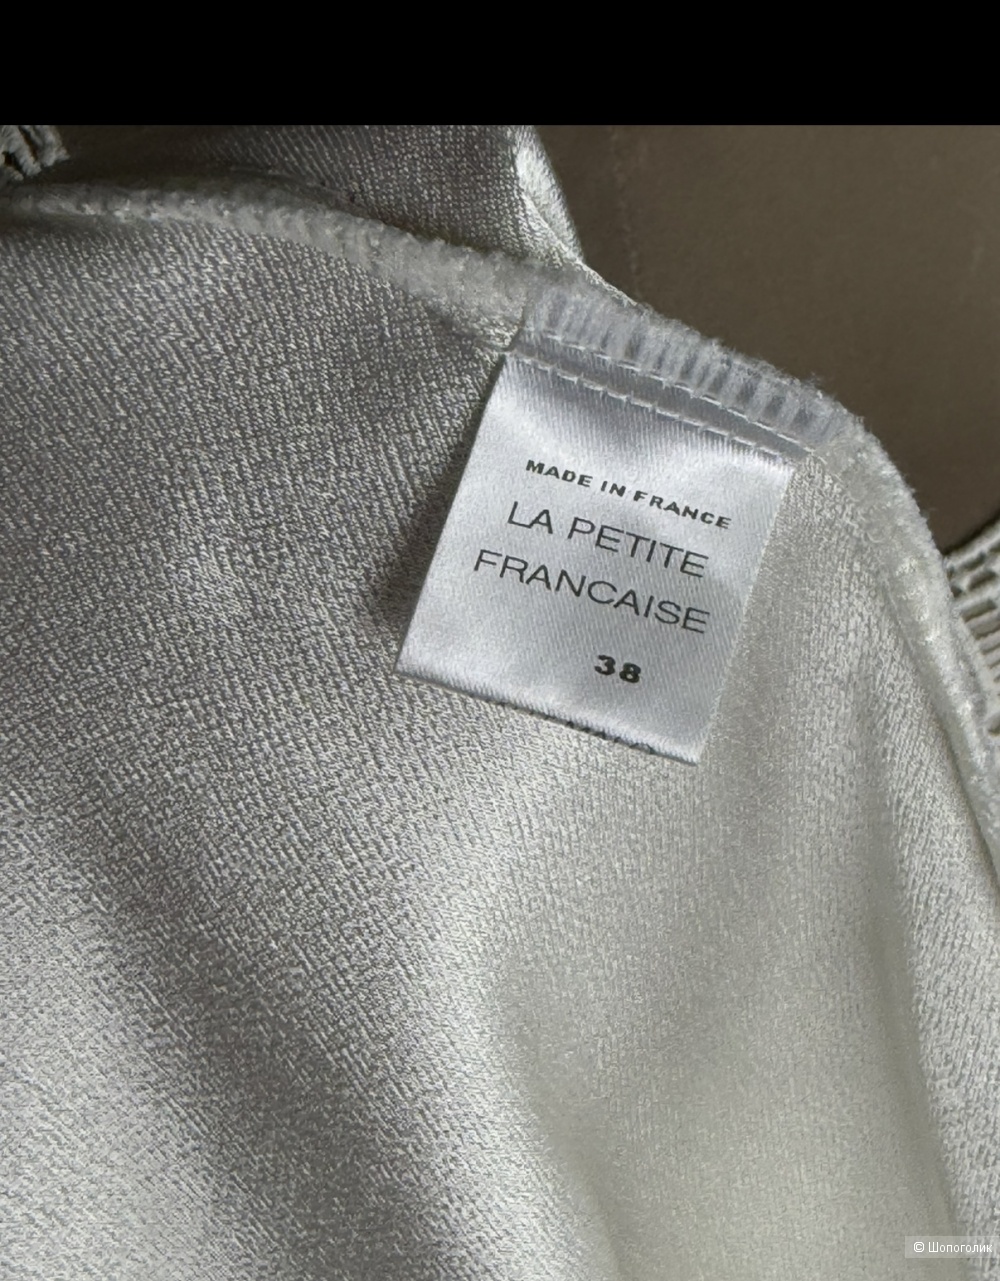 MADE IN FRANCE
LA PETITE
FRANCAISE
38
© Шопоголик